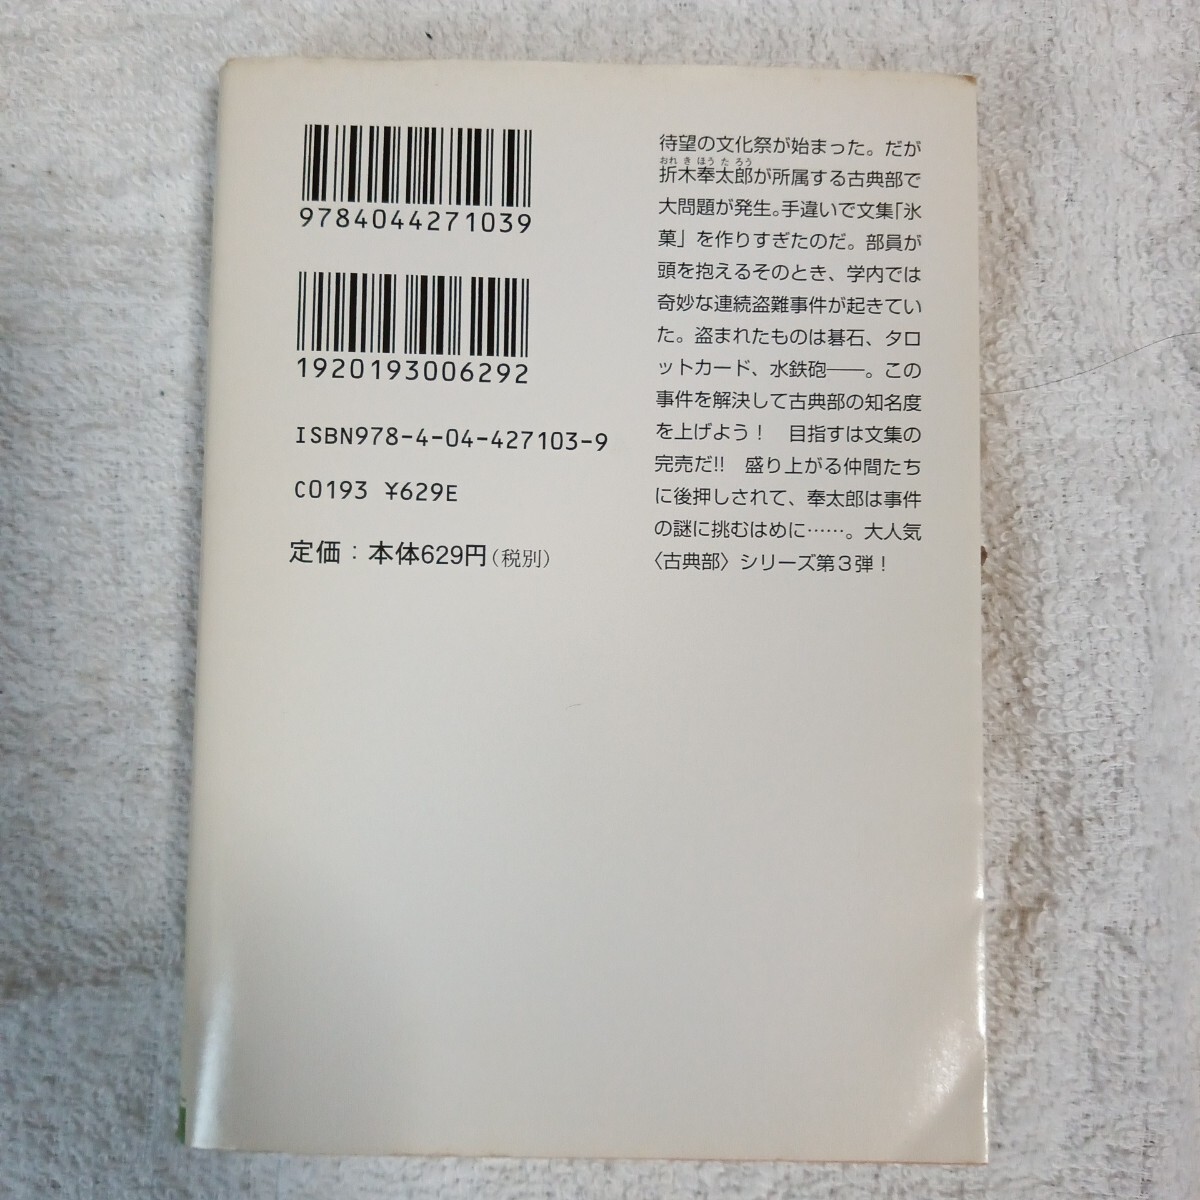 9784044271039
1920193006292
ISBN978-4-04-427103-9
C0193 ¥629E
定価：本体629円(税別)
待望の文化祭が始まった。だが
おれ き ほう た ろう
折木奉太郎が所属する古典部で
大問題が発生。手違いで文集「氷
菓」を作りすぎたのだ。部員が
頭を抱えるそのとき、学内では
奇妙な連続盗難事件が起きてい
た。盗まれたものは碁石、タロ
ットカード、水鉄砲――。この
事件を解決して古典部の知名度
を上げよう！　目指すは文集の
完売だ!!　盛り上がる仲間たち
に後押しされて、奉太郎は事件
の謎に挑むはめに……。大人気
〈古典部〉シリーズ第３弾！